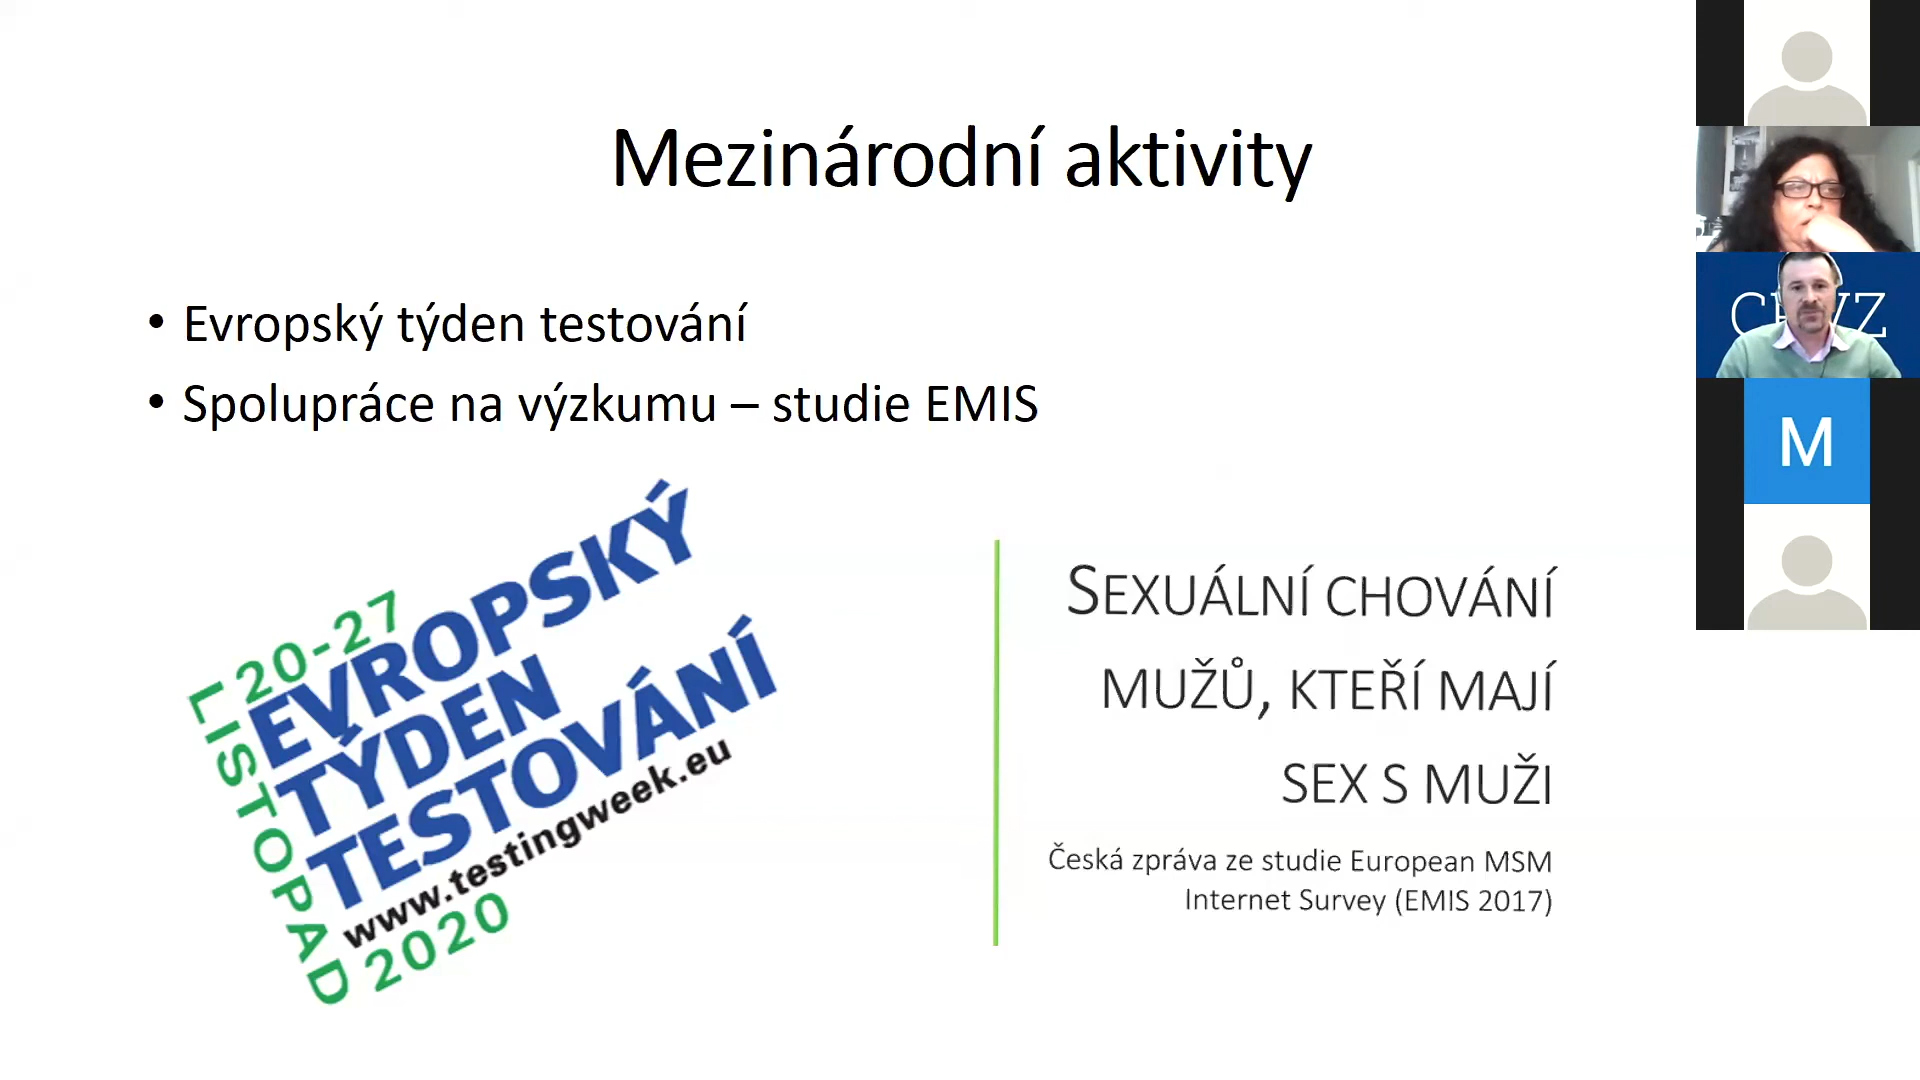 Mezinárodní aktivity
• Evropský týden testování
• Spolupráce na výzkumu – studie EMIS
20-27
LISTOPAD
EVROPSKÝ
TÝDEN
TESTOVÁNÍ
www.testingweek.eu
2020
SEXUÁLNÍ CHOVÁNÍ
MUŽŮ, KTEŘÍ MAJÍ
SEX S MUŽI
Česká zpráva ze studie European MSM
Internet Survey (EMIS 2017)
M